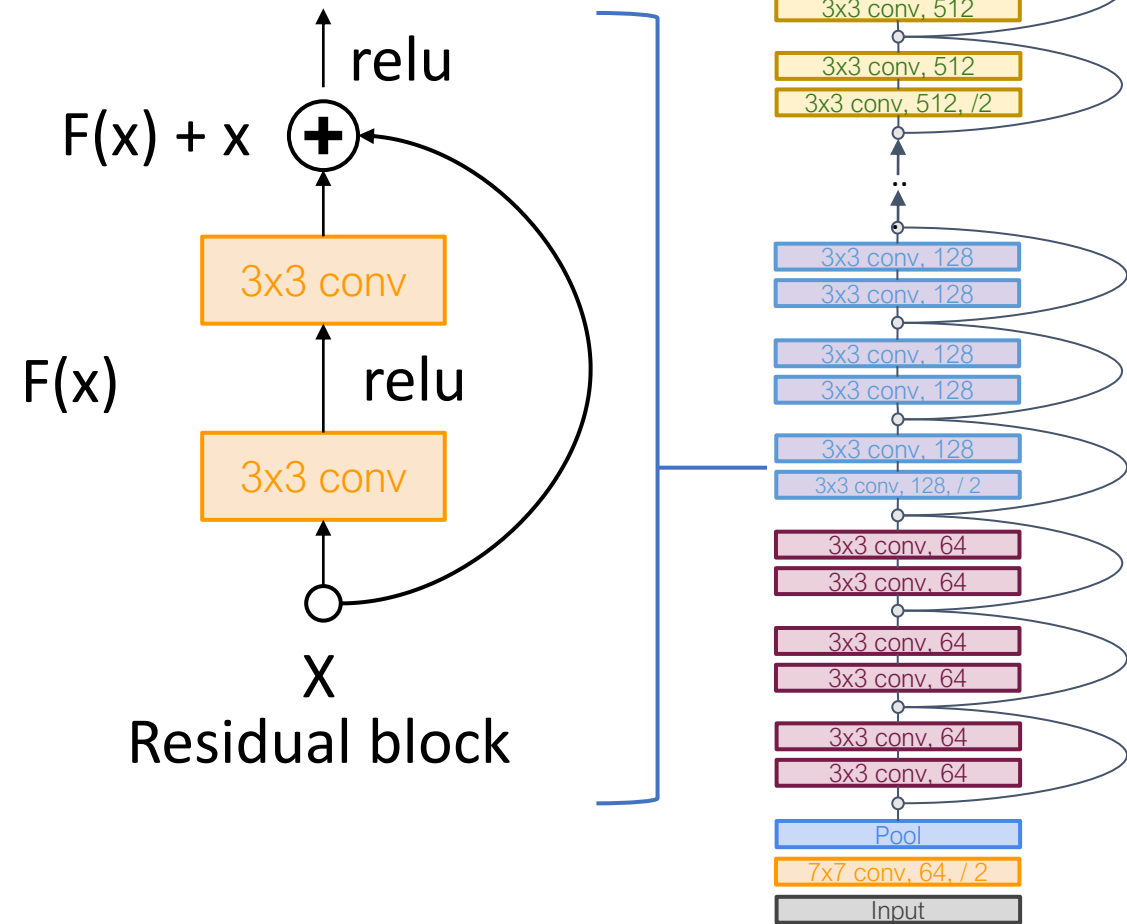 relu
F(x) + x
3x3 conv
F(x)
relu
3x3 conv
X
Residual block
3x3 conv, 512
3x3 conv, 512
3x3 conv, 512, /2
..
3x3 conv, 128
3x3 conv, 128
3x3 conv, 128
3x3 conv, 128
3x3 conv, 128
3x3 conv, 128, / 2
3x3 conv, 64
3x3 conv, 64
3x3 conv, 64
3x3 conv, 64
3x3 conv, 64
3x3 conv, 64
Pool
7x7 conv, 64, / 2
Input